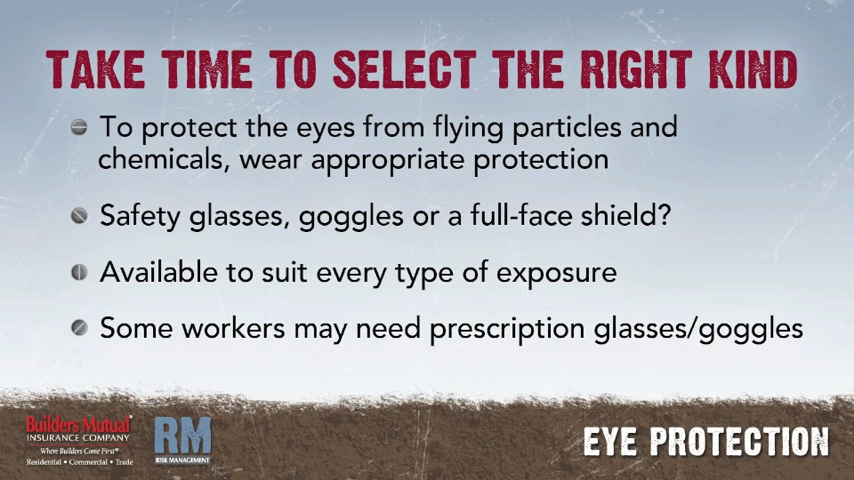 TAKE TIME TO SELECT THE RIGHT KIND
To protect the eyes from flying particles and
chemicals, wear appropriate protection
Safety glasses, goggles or a full-face shield?
Available to suit every type of exposure
Some workers may need prescription glasses/goggles
Builders Mutual
INSURANCE COMPANY
Where Builders Come First®
Residential • Commercial • Trade
RM
RISK MANAGEMENT
EYE PROTECTION